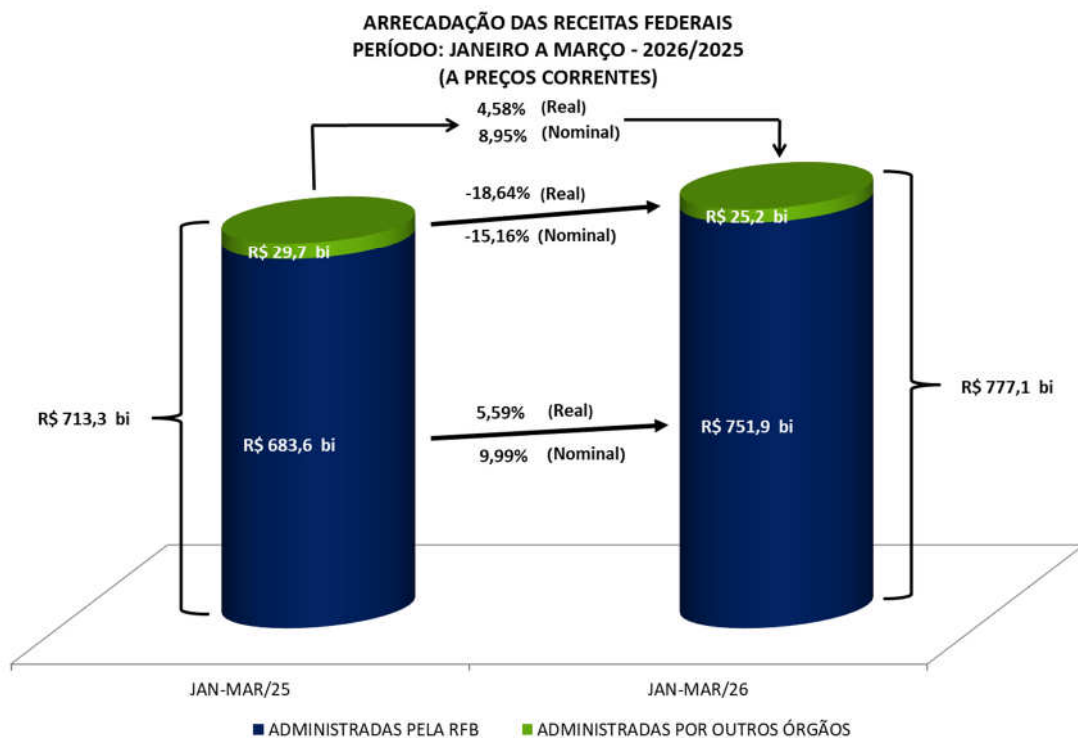 ARRECADAÇÃO DAS RECEITAS FEDERAIS
PERÍODO: JANEIRO A MARÇO - 2026/2025
(A PREÇOS CORRENTES)
4,58% (Real)
8,95% (Nominal)
-18,64% (Real)
-15,16% (Nominal)
R$ 29,7 bi
R$ 25,2 bi
R$ 713,3 bi
R$ 777,1 bi
5,59% (Real)
9,99% (Nominal)
R$ 683,6 bi
R$ 751,9 bi
JAN-MAR/25
JAN-MAR/26
ADMINISTRADAS PELA RFB
ADMINISTRADAS POR OUTROS ÓRGÃOS